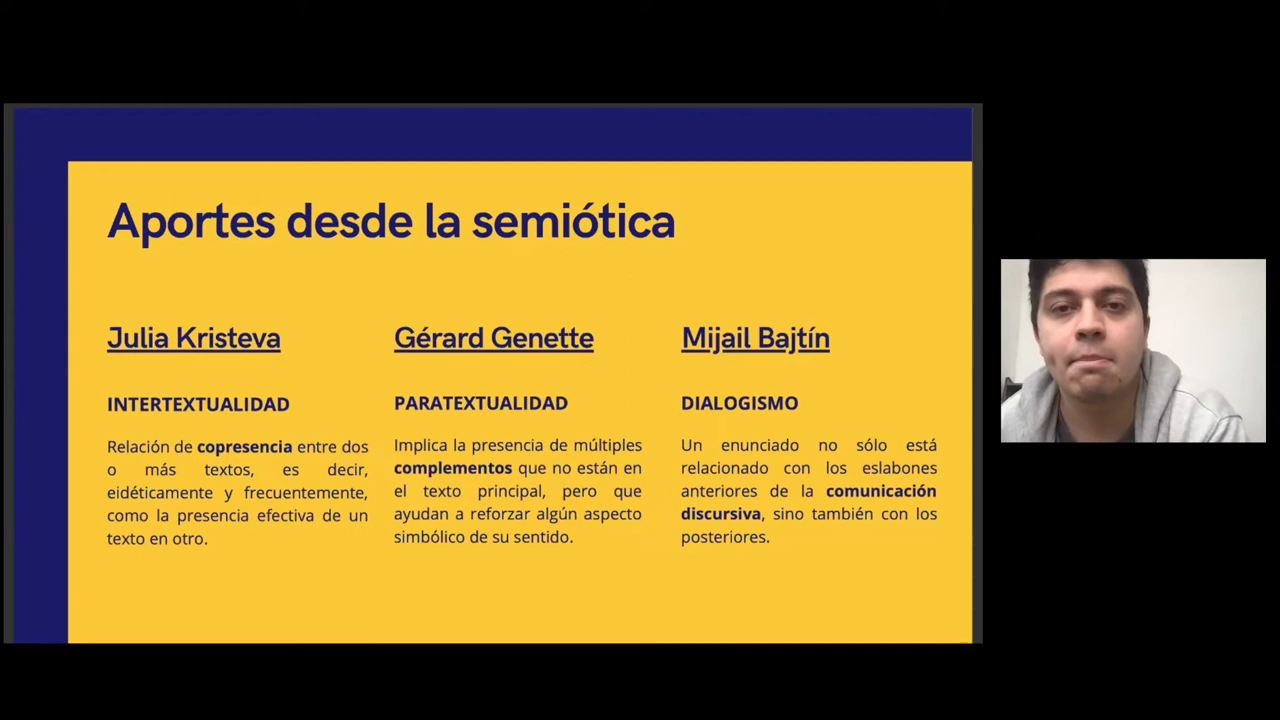 Aportes desde la semiótica
Julia Kristeva
INTERTEXTUALIDAD
Relación de copresencia entre dos
o más textos, es decir,
eidéticamente y frecuentemente,
como la presencia efectiva de un
texto en otro.
Gérard Genette
PARATEXTUALIDAD
Implica la presencia de múltiples
complementos que no están en
el texto principal, pero que
ayudan a reforzar algún aspecto
simbólico de su sentido.
Mijail Bajtín
DIALOGISMO
Un enunciado no sólo está
relacionado con los eslabones
anteriores de la comunicación
discursiva, sino también con los
posteriores.